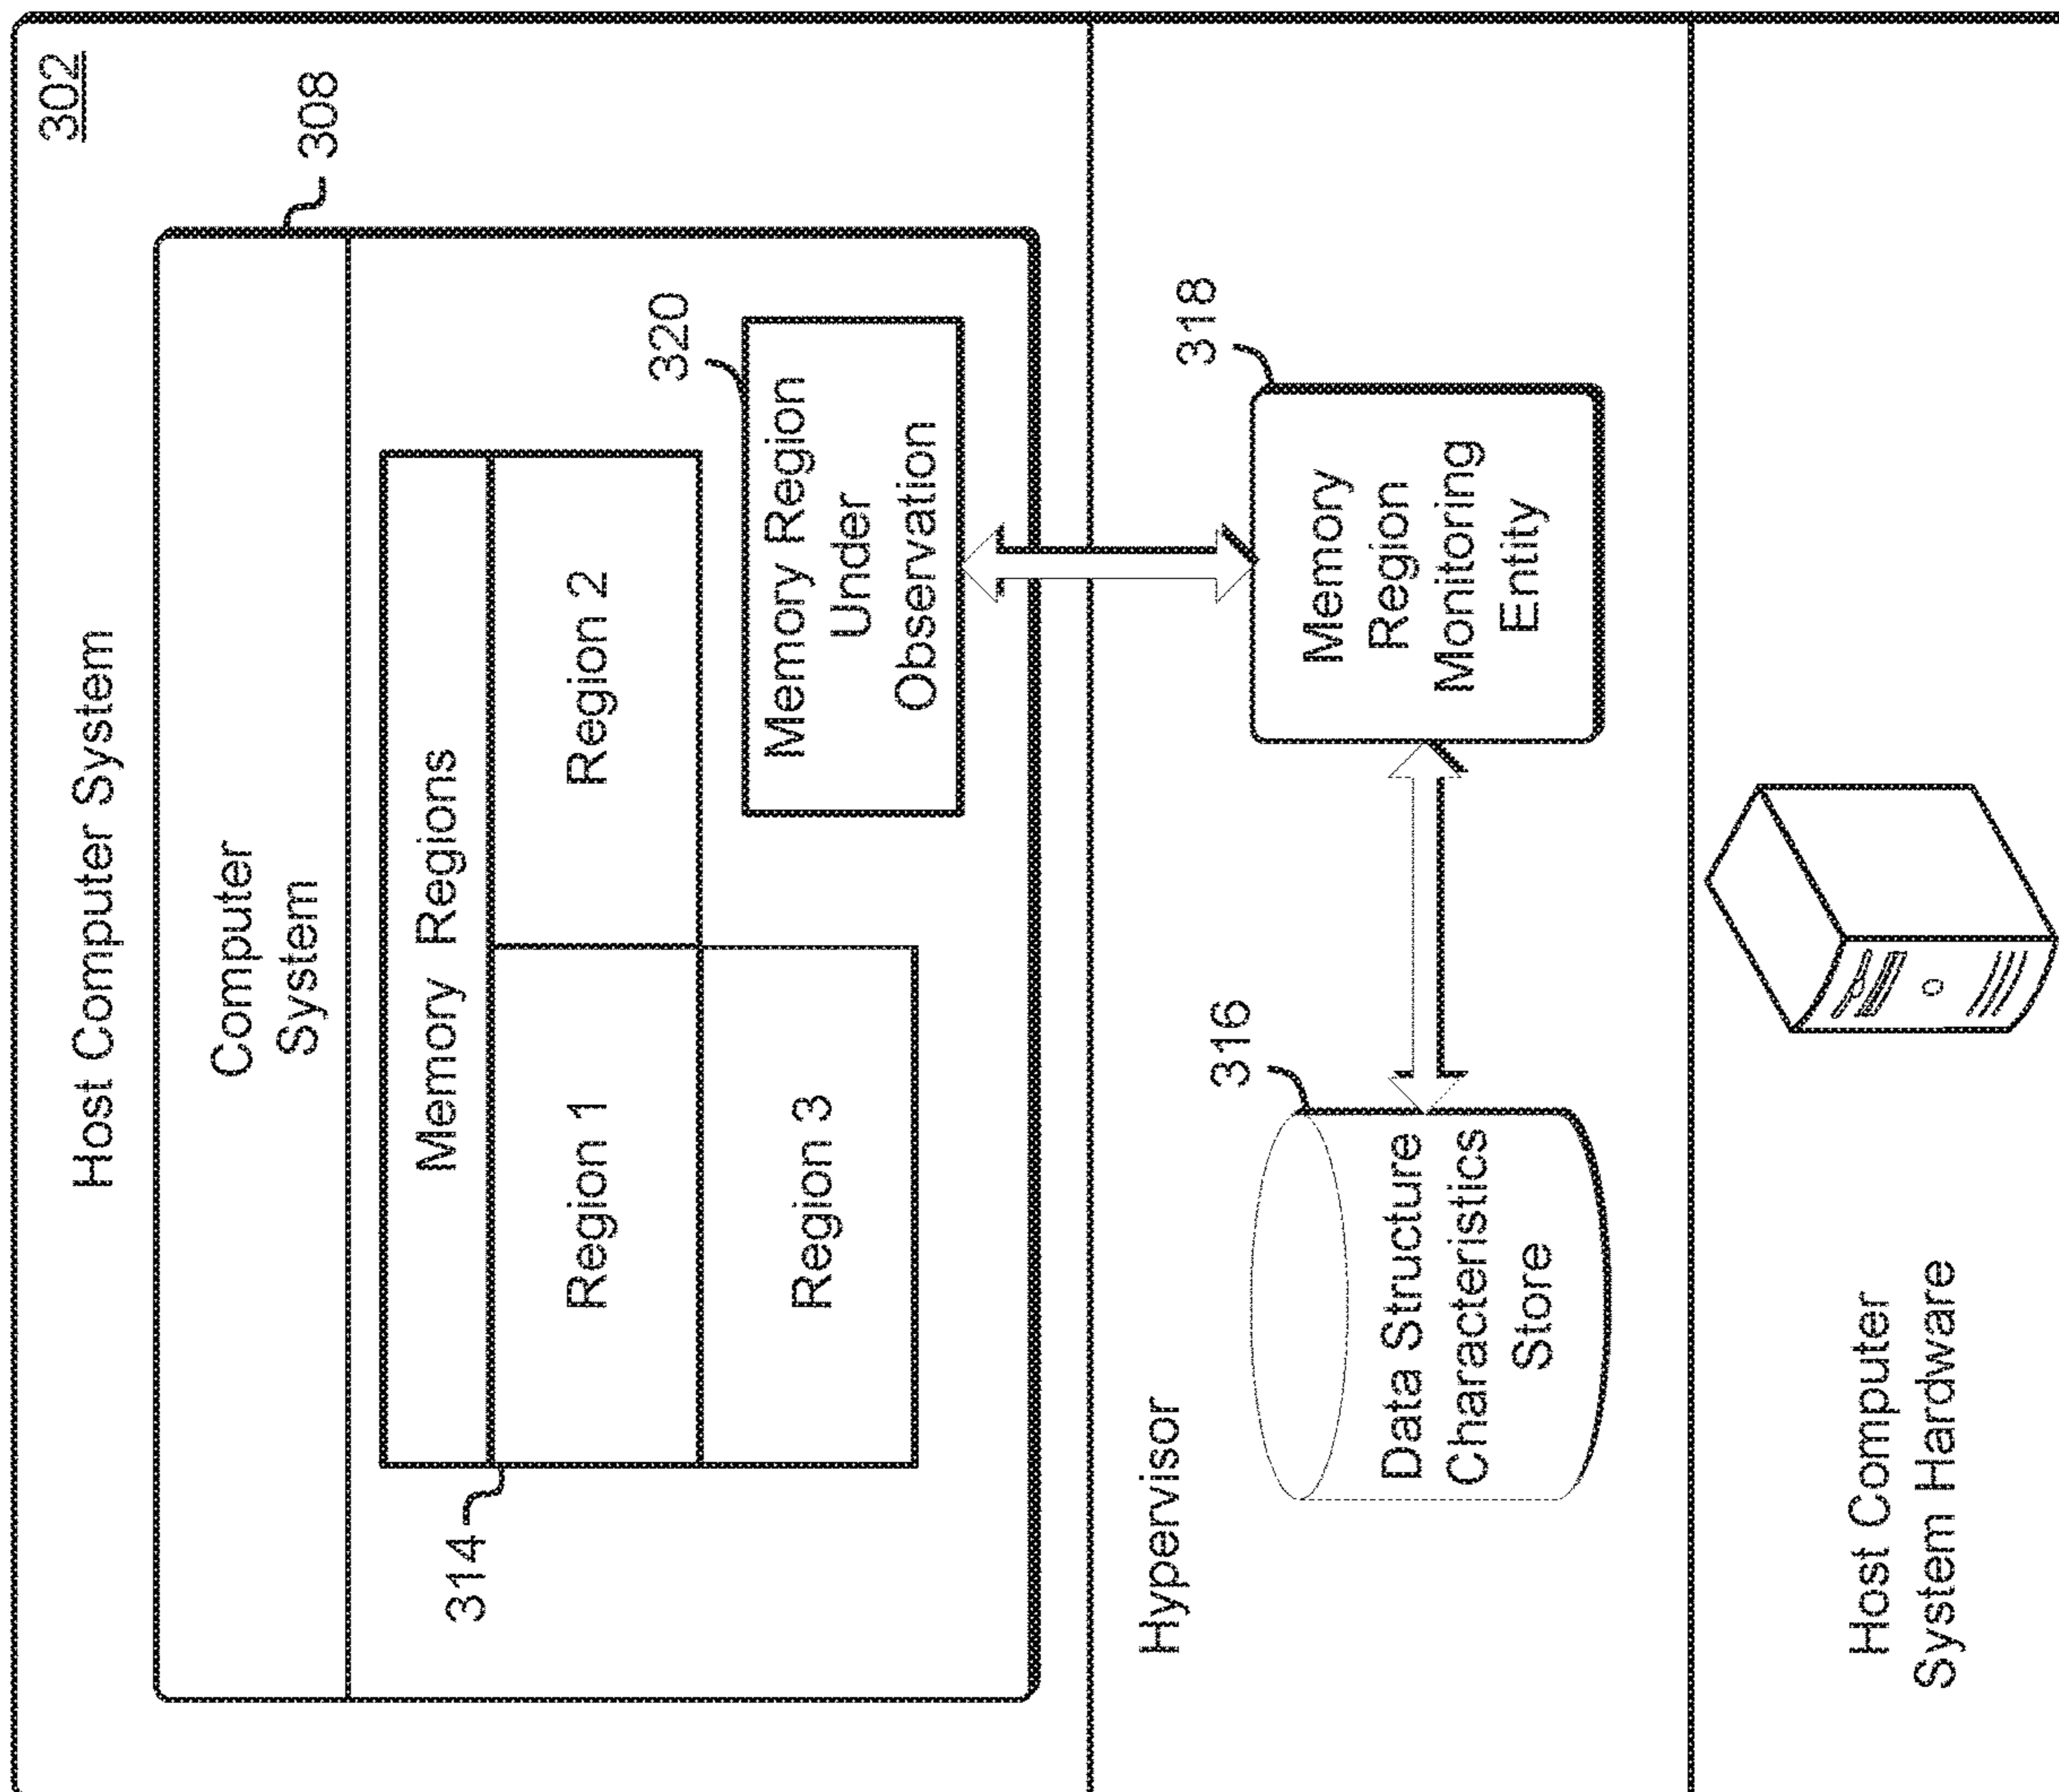 302
Host Computer System
308
Computer
System
Memory Regions
314
Region 1
Region 2
Region 3
320
Memory Region
Under
Observation
Hypervisor
316
Data Structure
Characteristics
Store
318
Memory
Region
Monitoring
Entity
Host Computer
System Hardware